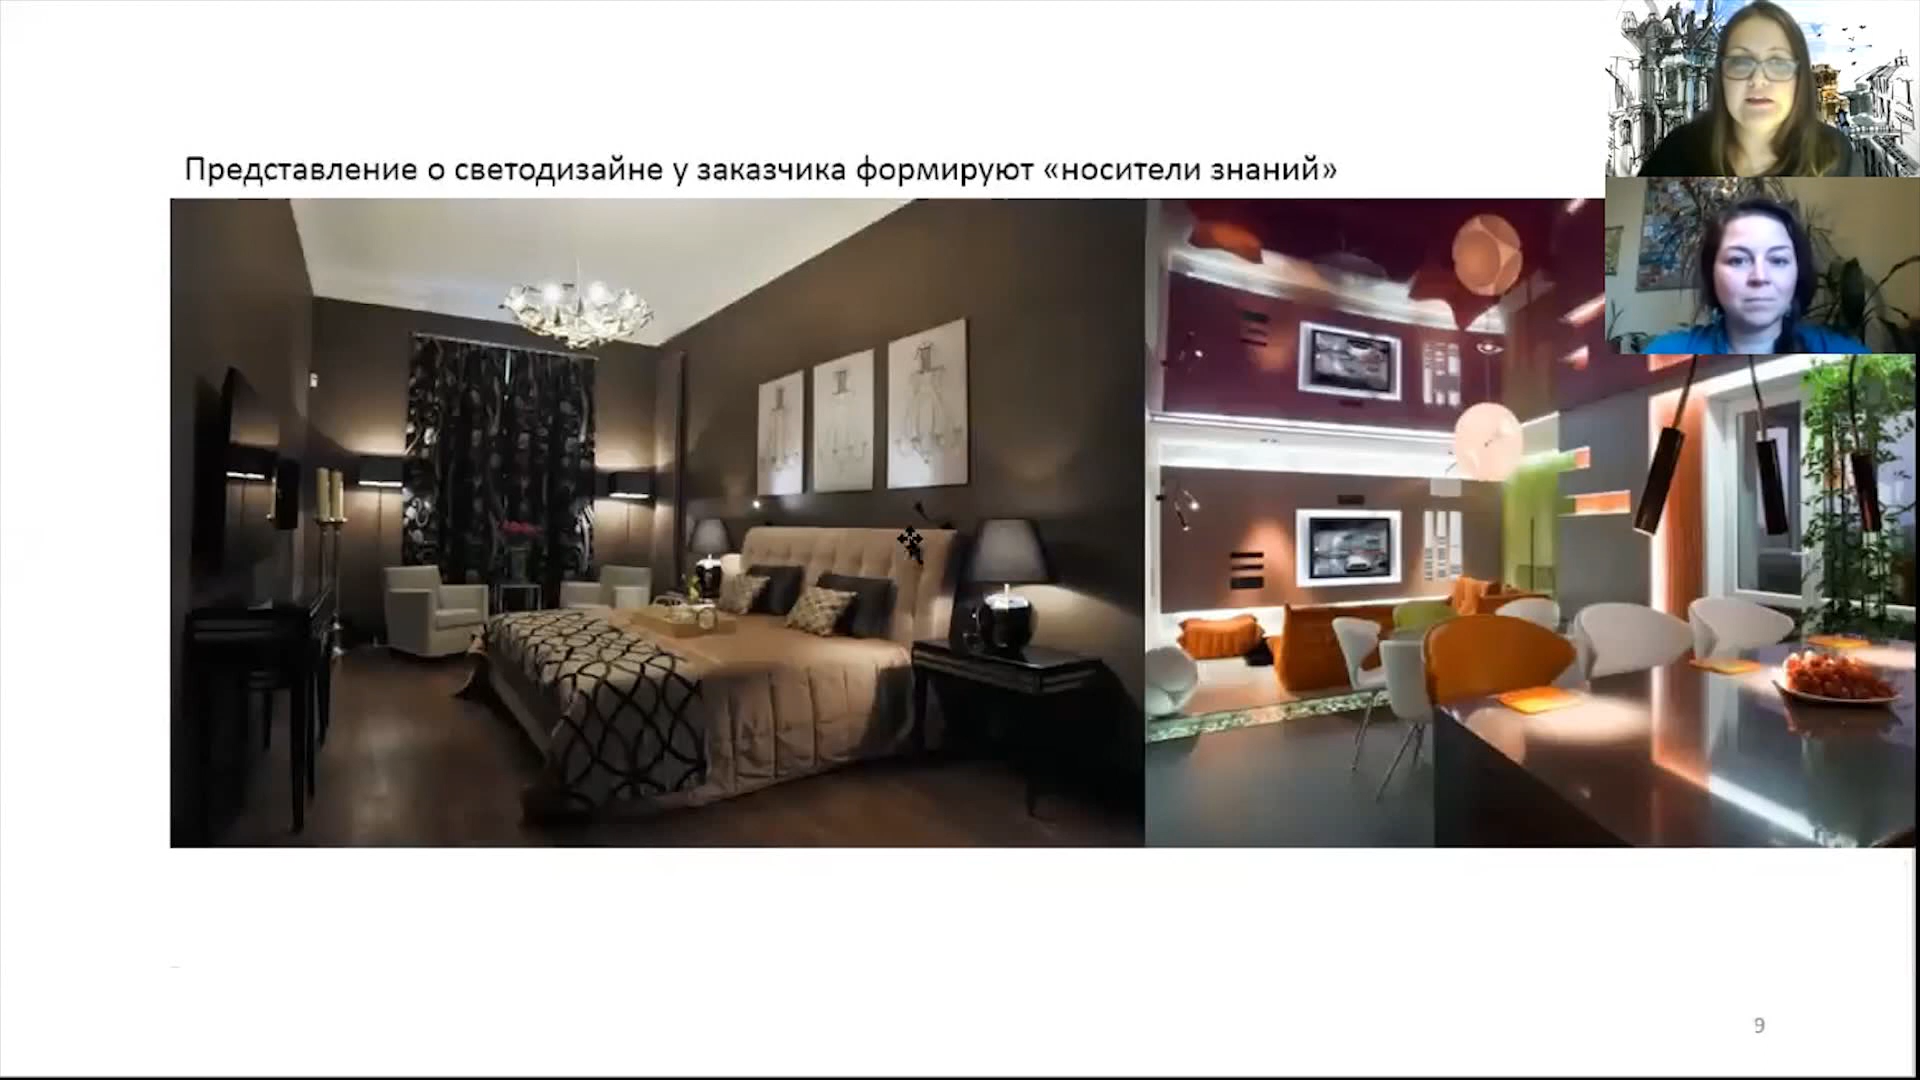 Представление о светодизайне у заказчика формируют «носители знаний»
9